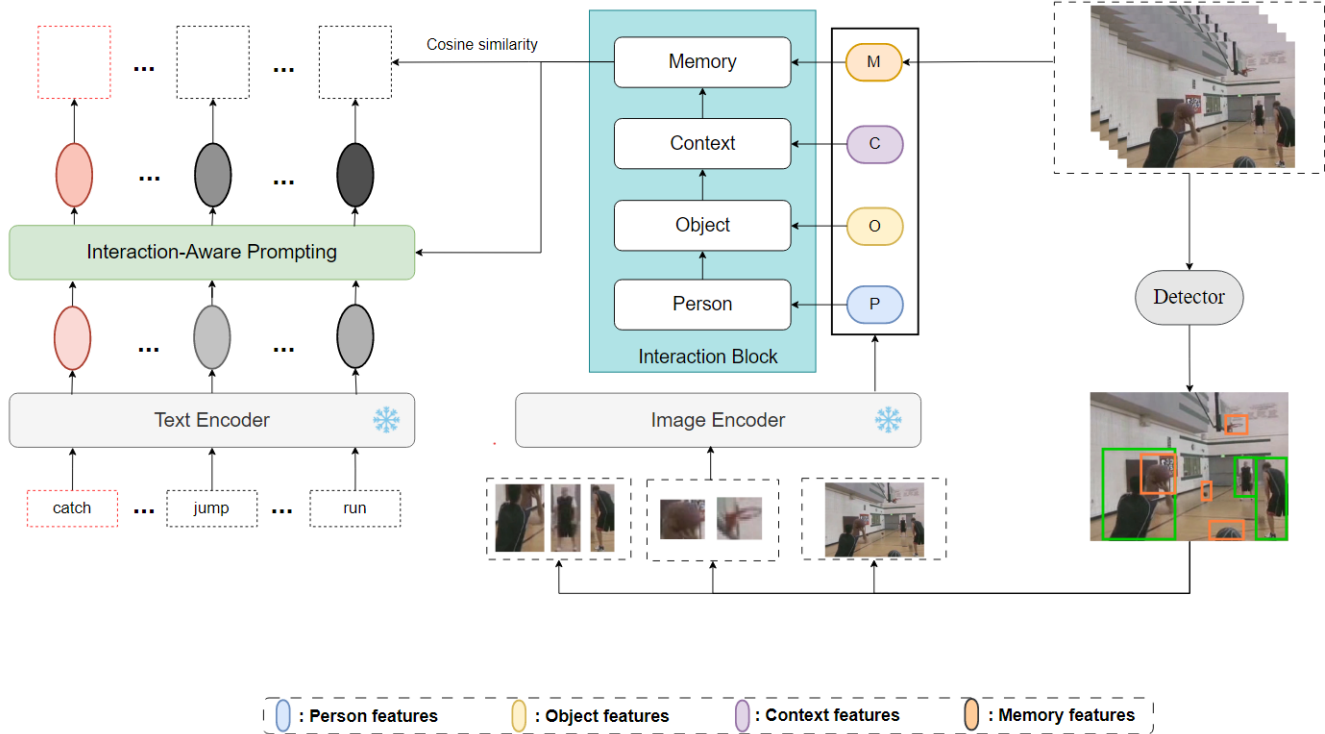 Cosine similarity
...
...
Memory
M
Context
C
...
...
Object
O
Interaction-Aware Prompting
Detector
Person
P
...
...
Interaction Block
Text Encoder
Image Encoder
catch
...
jump
...
run
: Person features
: Object features
: Context features
: Memory features